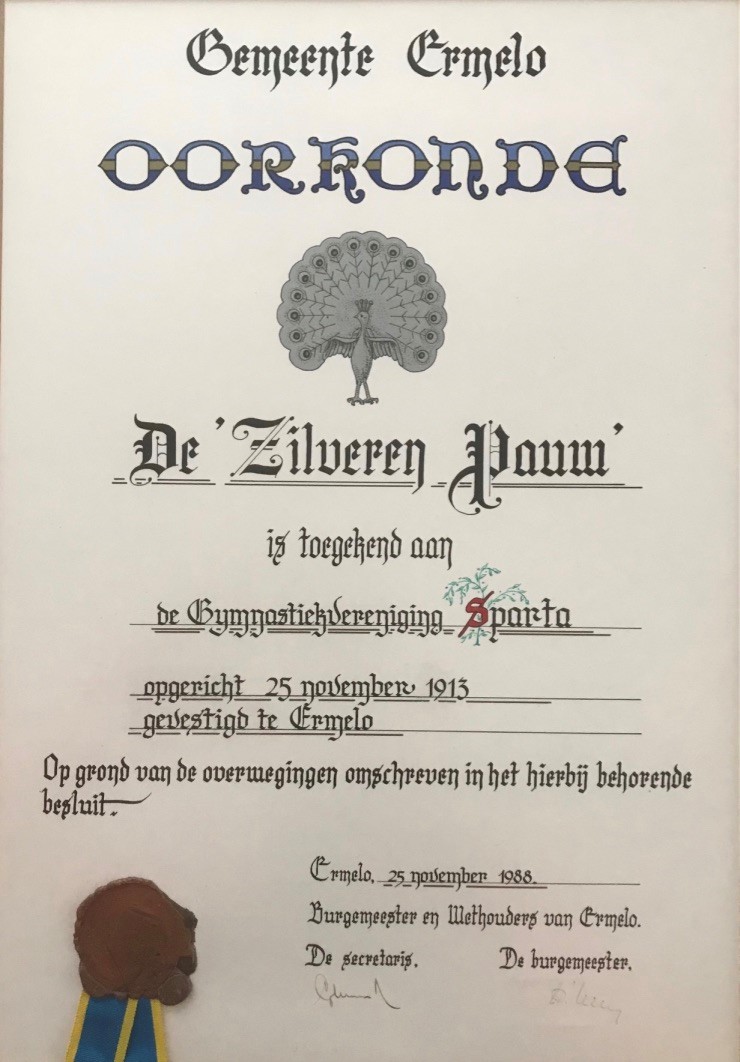 Gemeente Ermelo
OORKONDE
De 'Zilveren Pauw'
is toegekend aan
de Gymnastiekvereniging Sparta
opgericht 25 november 1913
gevestigd te Ermelo
Op grond van de overwegingen omschreven in het hierbij behorende
besluit.
Ermelo, 25 november 1988.
Burgemeester en Wethouders van Ermelo.
De secretaris. De burgemeester.